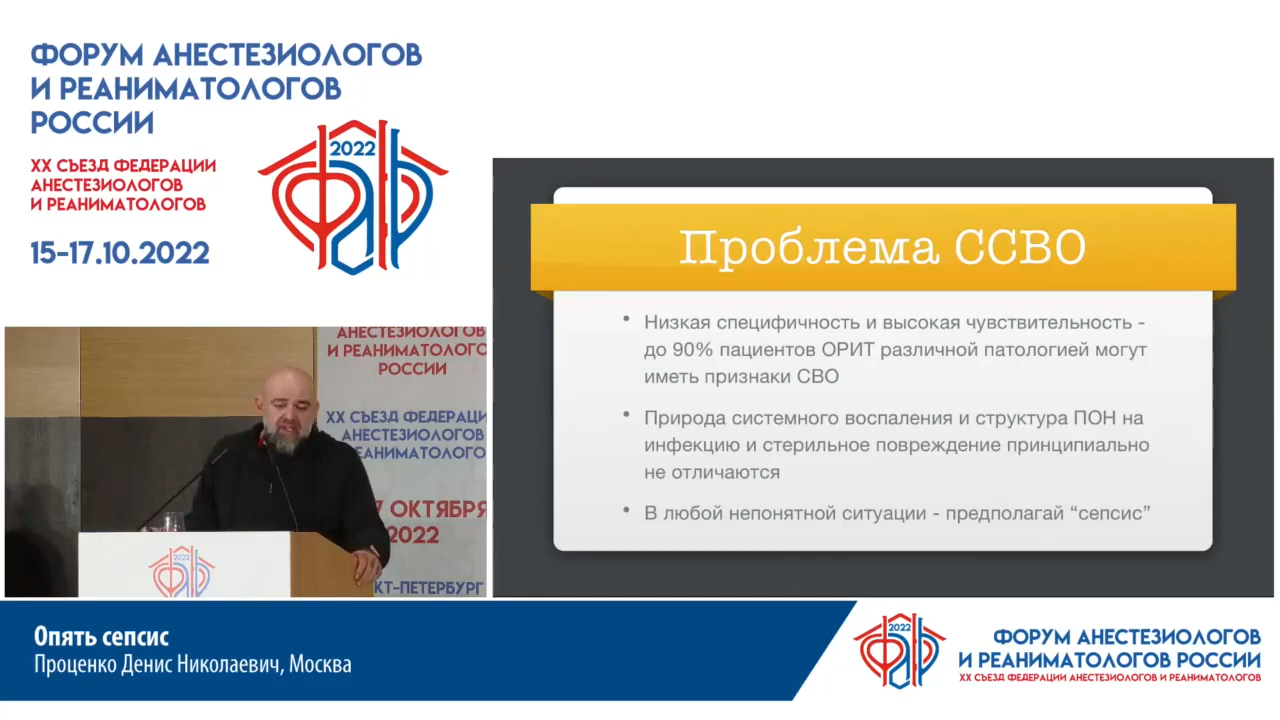 ФОРУМ АНЕСТЕЗИОЛОГОВ
И РЕАНИМАТОЛОГОВ
РОССИИ
XX СЪЕЗД ФЕДЕРАЦИИ
АНЕСТЕЗИОЛОГОВ
И РЕАНИМАТОЛОГОВ
15-17.10.2022
2022
Проблема ССВО
• Низкая специфичность и высокая чувствительность -
до 90% пациентов ОРИТ различной патологией могут
иметь признаки СВО
• Природа системного воспаления и структура ПОН на
инфекцию и стерильное повреждение принципиально
не отличаются
• В любой непонятной ситуации - предполагай “сепсис”
АНЕСТЕЗИОЛОГОВ
И РЕАНИМАТОЛОГО
РОССИИ
XX СЪЕЗД ФЕДЕРАЦИ
АНЕСТЕЗИОЛОГОВ
ЕАНИМАТОЛОГО
7 ОКТЯБРЯ
2022
КТ-ПЕТЕРБУРГ
2022
Опять сепсис
Проценко Денис Николаевич, Москва
2022
ФОРУМ АНЕСТЕЗИОЛОГОВ
И РЕАНИМАТОЛОГОВ РОССИИ
XX СЪЕЗД ФЕДЕРАЦИИ АНЕСТЕЗИОЛОГОВ И РЕАНИМАТОЛОГОВ